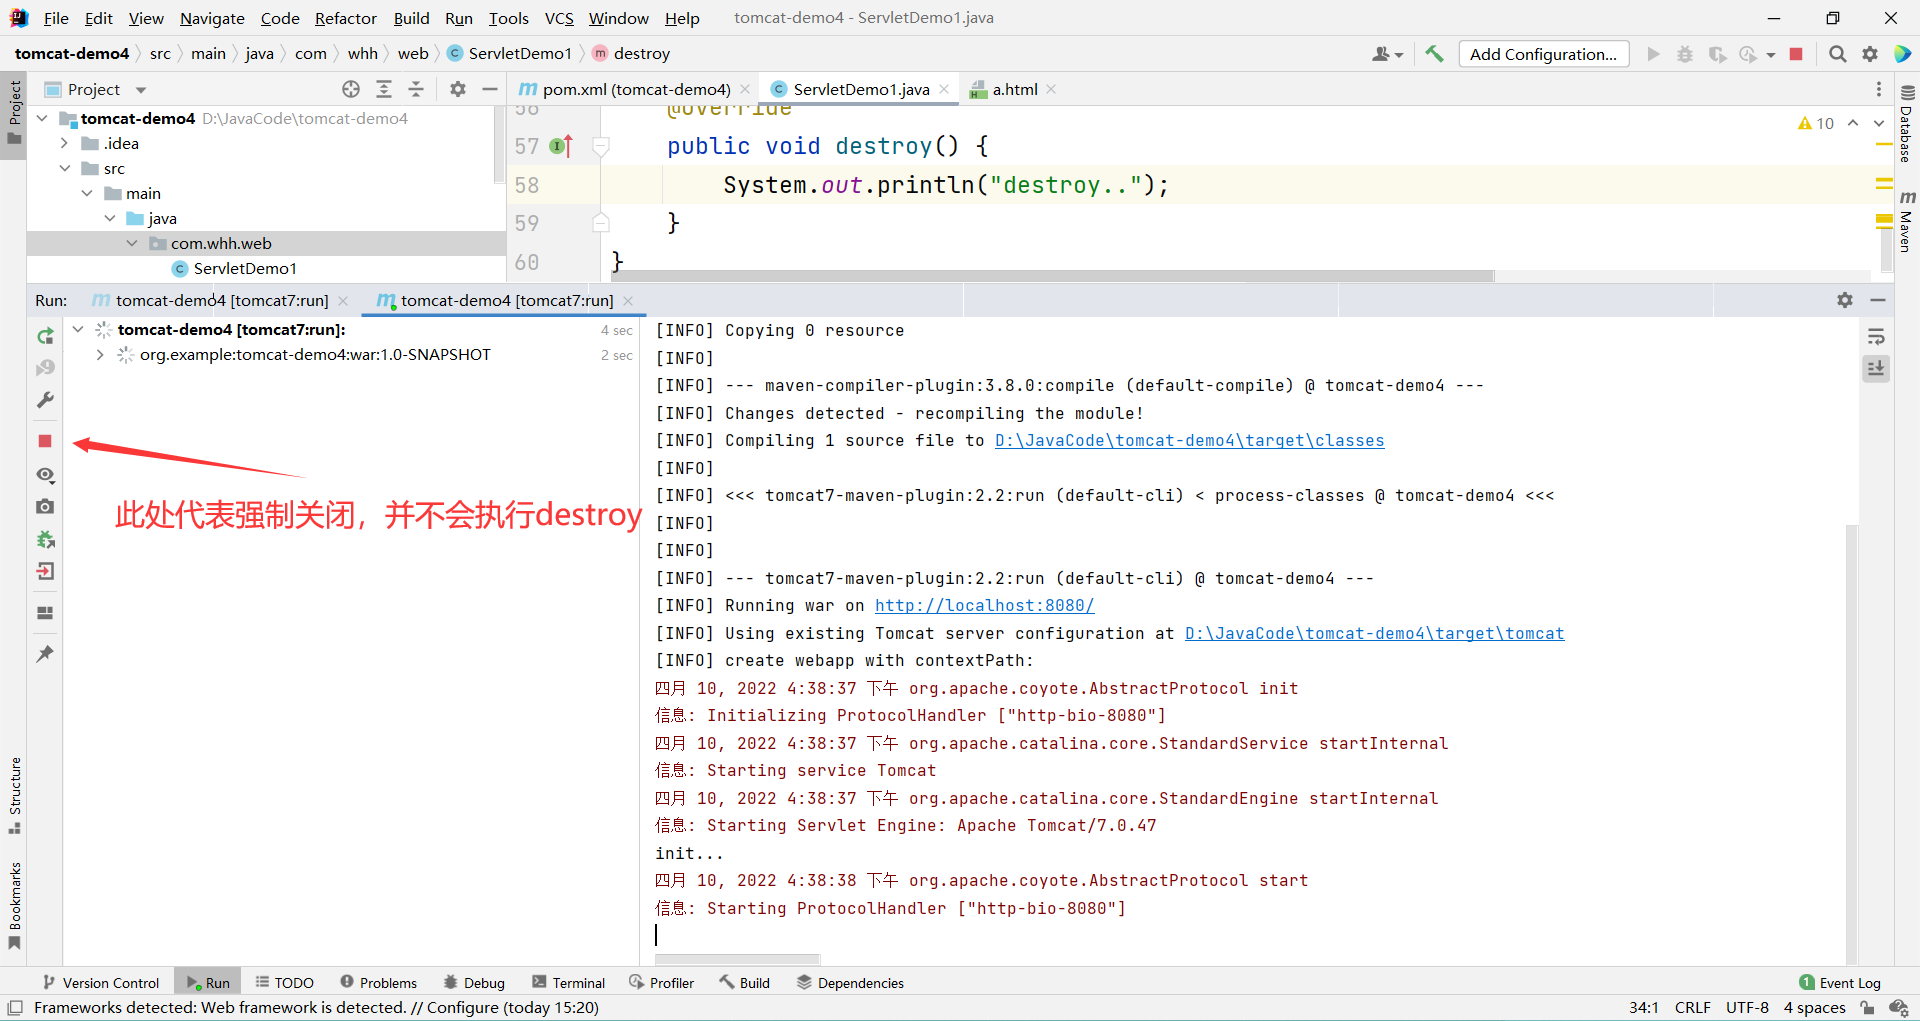 File Edit View Navigate Code Refactor Build Run Tools VCS Window Help tomcat-demo4 - ServletDemo1.java
tomcat-demo4 src main java com whh web ServletDemo1 destroy
Add Configuration...
Project
pom.xml (tomcat-demo4) ServletDemo1.java a.html
Project
tomcat-demo4 D:\JavaCode\tomcat-demo4
.idea
src
main
java
com.whh.web
ServletDemo1
56 @Override
57 public void destroy() {
58 System.out.println("destroy..");
59 }
60 }
10
Database
Maven
Run: tomcat-demo4 [tomcat7:run] tomcat-demo4 [tomcat7:run]
tomcat-demo4 [tomcat7:run]: 4 sec
org.example:tomcat-demo4:war:1.0-SNAPSHOT 2 sec
此处代表强制关闭，并不会执行destroy
[INFO] Copying 0 resource
[INFO]
[INFO] --- maven-compiler-plugin:3.8.0:compile (default-compile) @ tomcat-demo4 ---
[INFO] Changes detected - recompiling the module!
[INFO] Compiling 1 source file to D:\JavaCode\tomcat-demo4\target\classes
[INFO]
[INFO] <<< tomcat7-maven-plugin:2.2:run (default-cli) < process-classes @ tomcat-demo4 <<<
[INFO]
[INFO]
[INFO] --- tomcat7-maven-plugin:2.2:run (default-cli) @ tomcat-demo4 ---
[INFO] Running war on http://localhost:8080/
[INFO] Using existing Tomcat server configuration at D:\JavaCode\tomcat-demo4\target\tomcat
[INFO] create webapp with contextPath:
四月 10, 2022 4:38:37 下午 org.apache.coyote.AbstractProtocol init
信息: Initializing ProtocolHandler ["http-bio-8080"]
四月 10, 2022 4:38:37 下午 org.apache.catalina.core.StandardService startInternal
信息: Starting service Tomcat
四月 10, 2022 4:38:37 下午 org.apache.catalina.core.StandardEngine startInternal
信息: Starting Servlet Engine: Apache Tomcat/7.0.47
init...
四月 10, 2022 4:38:38 下午 org.apache.coyote.AbstractProtocol start
信息: Starting ProtocolHandler ["http-bio-8080"]
Structure
Bookmarks
Version Control Run TODO Problems Debug Terminal Profiler Build Dependencies 1 Event Log
Frameworks detected: Web framework is detected. // Configure (today 15:20) 34:1 CRLF UTF-8 4 spaces